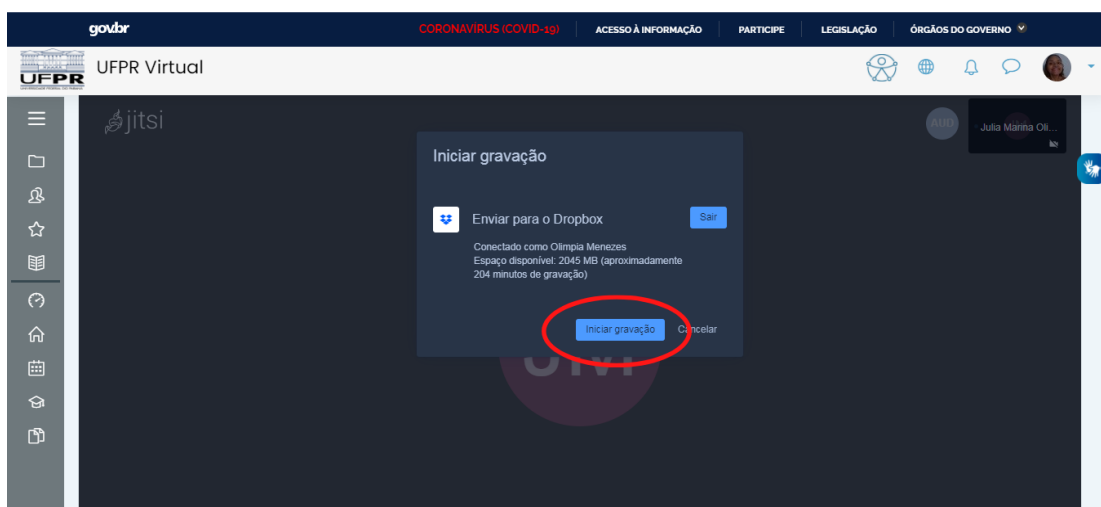 gov.br
CORONAVÍRUS (COVID-19)
ACESSO À INFORMAÇÃO
PARTICIPE
LEGISLAÇÃO
ÓRGÃOS DO GOVERNO
UFPR
UFPR Virtual
jitsi
AUD
Julia Marina Oli...
Iniciar gravação
Enviar para o Dropbox
Sair
Conectado como Olimpia Menezes
Espaço disponível: 2045 MB (aproximadamente
204 minutos de gravação)
Iniciar gravação
Cancelar